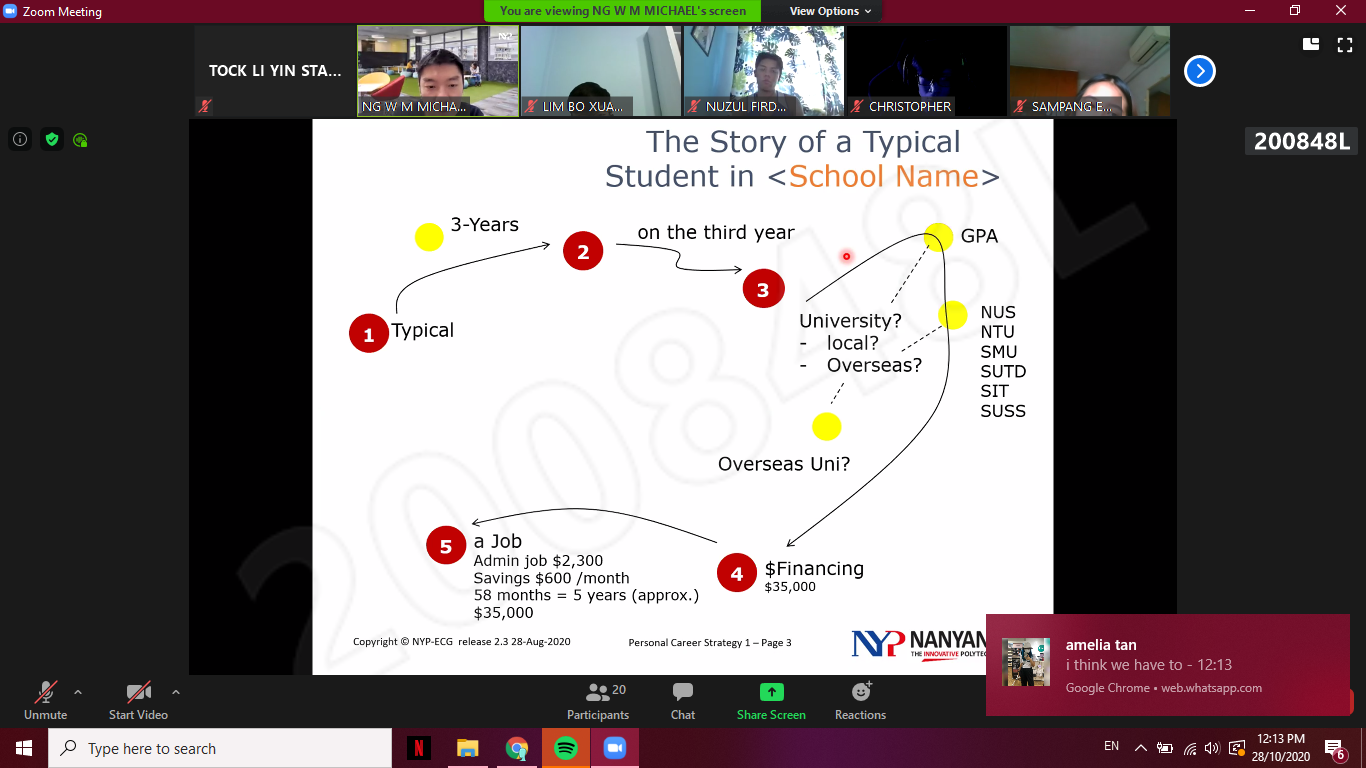 Zoom Meeting
You are viewing NG W M MICHAEL's screen
View Options
TOCK LI YIN STA...
NG W M MICHA...
LIM BO XUA...
NUZUL FIRD...
CHRISTOPHER
SAMPANG E...
200848L
The Story of a Typical
Student in <School Name>
3-Years
2
on the third year
3
GPA
1 Typical
University?
- local?
- Overseas?
NUS
NTU
SMU
SUTD
SIT
SUSS
Overseas Uni?
5 a Job
Admin job $2,300
Savings $600 /month
58 months = 5 years (approx.)
$35,000
4 $Financing
$35,000
200848L
Copyright © NYP-ECG release 2.3 28-Aug-2020
Personal Career Strategy 1 – Page 3
NYP NANYAN
THE INNOVATIVE POLYTEC
amelia tan
i think we have to - 12:13
Google Chrome • web.whatsapp.com
Unmute
Start Video
Participants 20
Chat
Share Screen
Reactions
Type here to search
EN
12:13 PM
28/10/2020
6